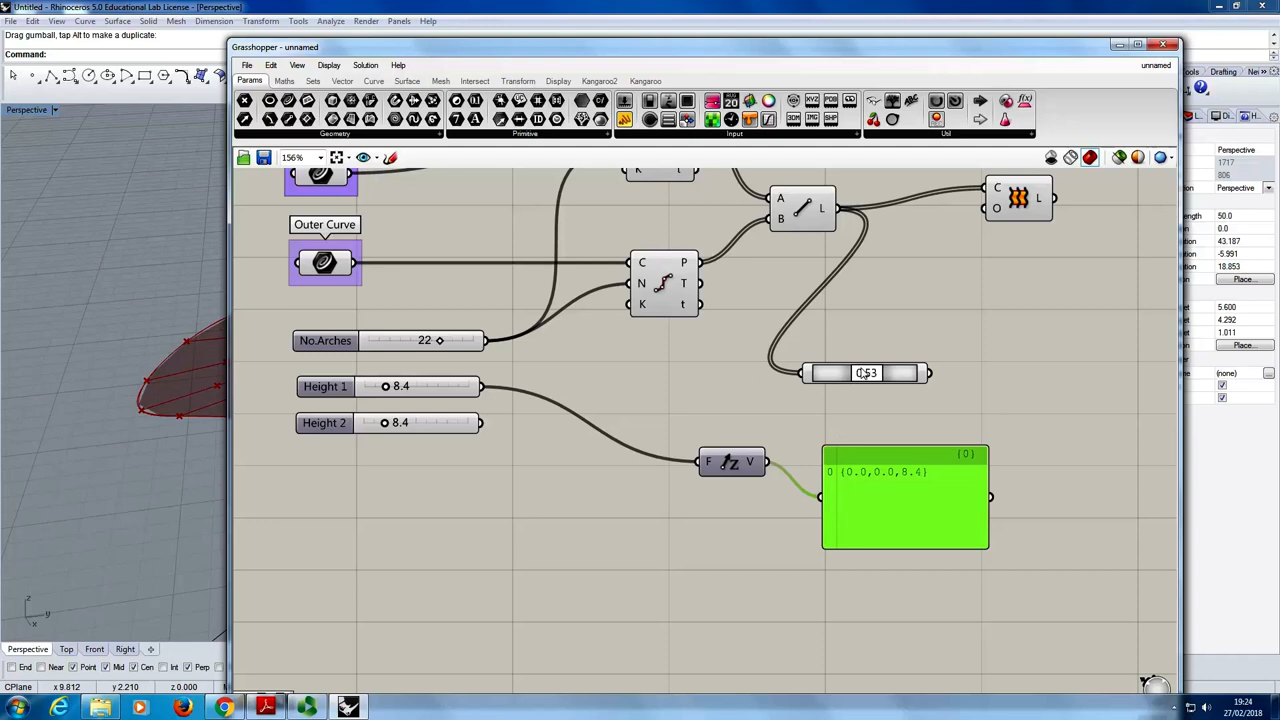 Untitled - Rhinoceros 5.0 Educational Lab License - [Perspective]
File Edit View Curve Surface Solid Mesh Dimension Transform Tools Analyze Render Panels Help
Drag gumball, tap Alt to make a duplicate:
Command:
Perspective
Grasshopper - unnamed
File Edit View Display Solution Help
unnamed
Params Maths Sets Vector Curve Surface Mesh Intersect Transform Display Kangaroo2 Kangaroo
Geometry Primitive Input Util
156%
Outer Curve
K t
A
B
L
C
O
L
C P
N T
K t
No.Arches 22
Height 1 8.4
Height 2 8.4
0.53
F V
{0}
0 {0.0,0.0,8.4}
Drafting
Perspective
1717
806
Perspective
50.0
0.0
43.187
-5.991
18.853
Place...
5.600
4.292
1.011
Place...
(none)
z
y
x
Perspective Top Front Right
End Near Point Mid Cen Int Perp
CPlane x 9.812 y 2.210 z 0.000
19:24
27/02/2018